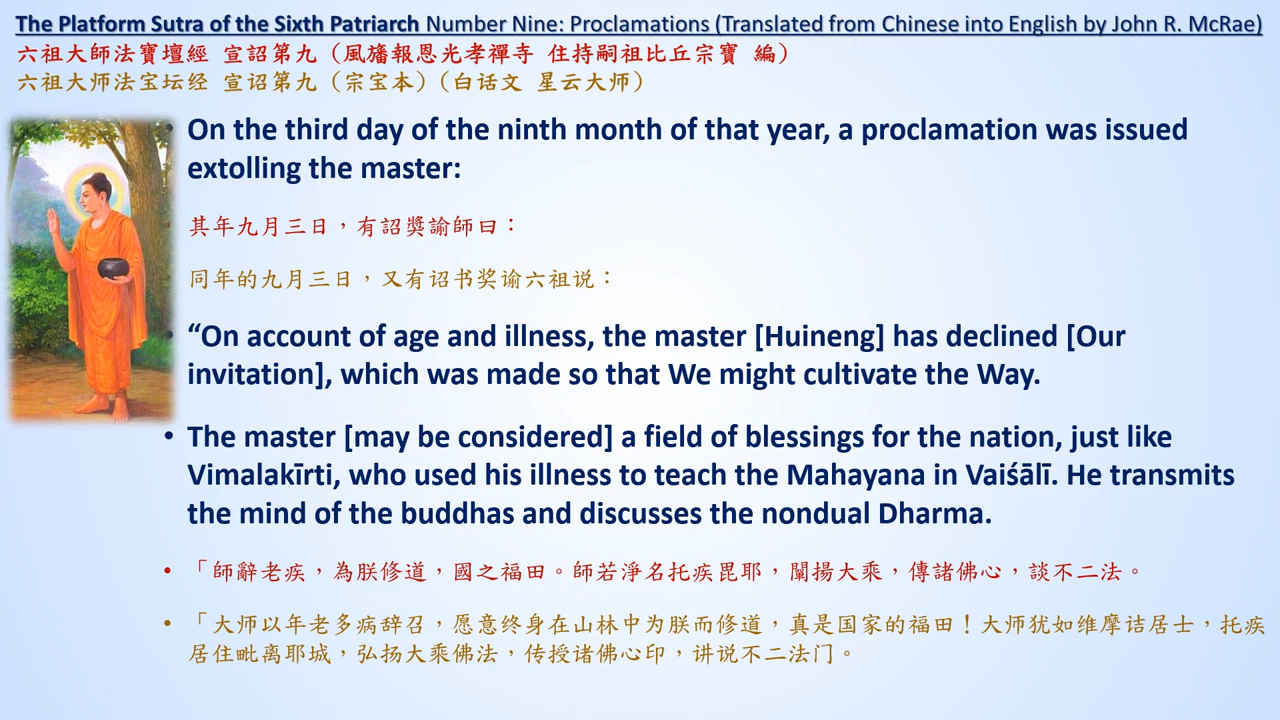 The Platform Sutra of the Sixth Patriarch Number Nine: Proclamations (Translated from Chinese into English by John R. McRae)
六祖大師法寶壇經 宣詔第九（風旛報恩光孝禪寺 住持嗣祖比丘宗寶 編）
六祖大师法宝坛经 宣诏第九（宗宝本）（白话文 星云大师）
• On the third day of the ninth month of that year, a proclamation was issued
extolling the master:
其年九月三日，有詔獎諭師曰：
同年的九月三日，又有诏书奖谕六祖说：
• “On account of age and illness, the master [Huineng] has declined [Our
invitation], which was made so that We might cultivate the Way.
• The master [may be considered] a field of blessings for the nation, just like
Vimalakīrti, who used his illness to teach the Mahayana in Vaiśālī. He transmits
the mind of the buddhas and discusses the nondual Dharma.
• 「師辭老疾，為朕修道，國之福田。師若淨名托疾毘耶，闡揚大乘，傳諸佛心，談不二法。
• 「大师以年老多病辞召，愿意终身在山林中为朕而修道，真是国家的福田！大师犹如维摩诘居士，托疾
居住毗离耶城，弘扬大乘佛法，传授诸佛心印，讲说不二法门。